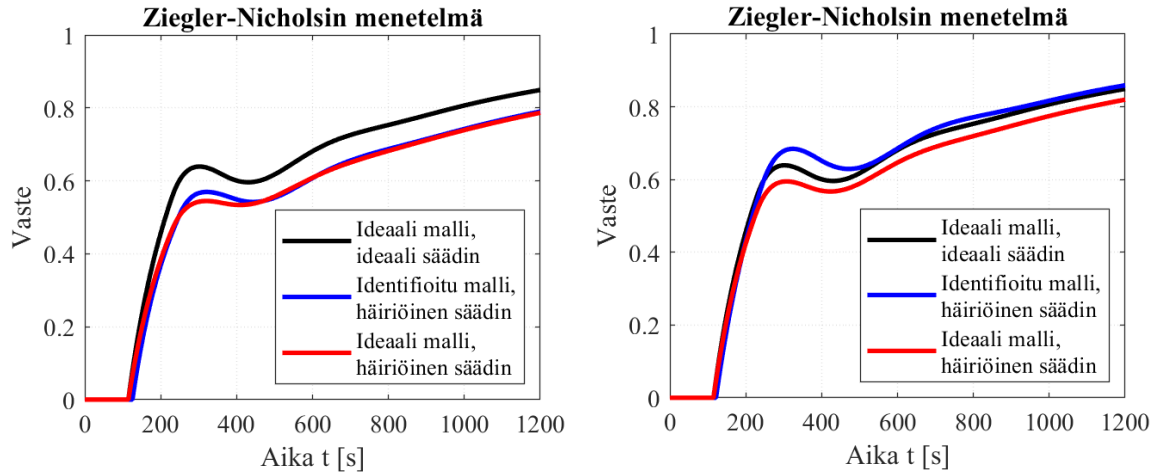 Ziegler-Nicholsin menetelmä
1
0.8
0.6
0.4
0.2
0
Vaste
Ideaali malli,
ideaali säädin
Identifioitu malli,
häiriöinen säädin
Ideaali malli,
häiriöinen säädin
0 200 400 600 800 1000 1200
Aika t [s]
Ziegler-Nicholsin menetelmä
1
0.8
0.6
0.4
0.2
0
Vaste
Ideaali malli,
ideaali säädin
Identifioitu malli,
häiriöinen säädin
Ideaali malli,
häiriöinen säädin
0 200 400 600 800 1000 1200
Aika t [s]